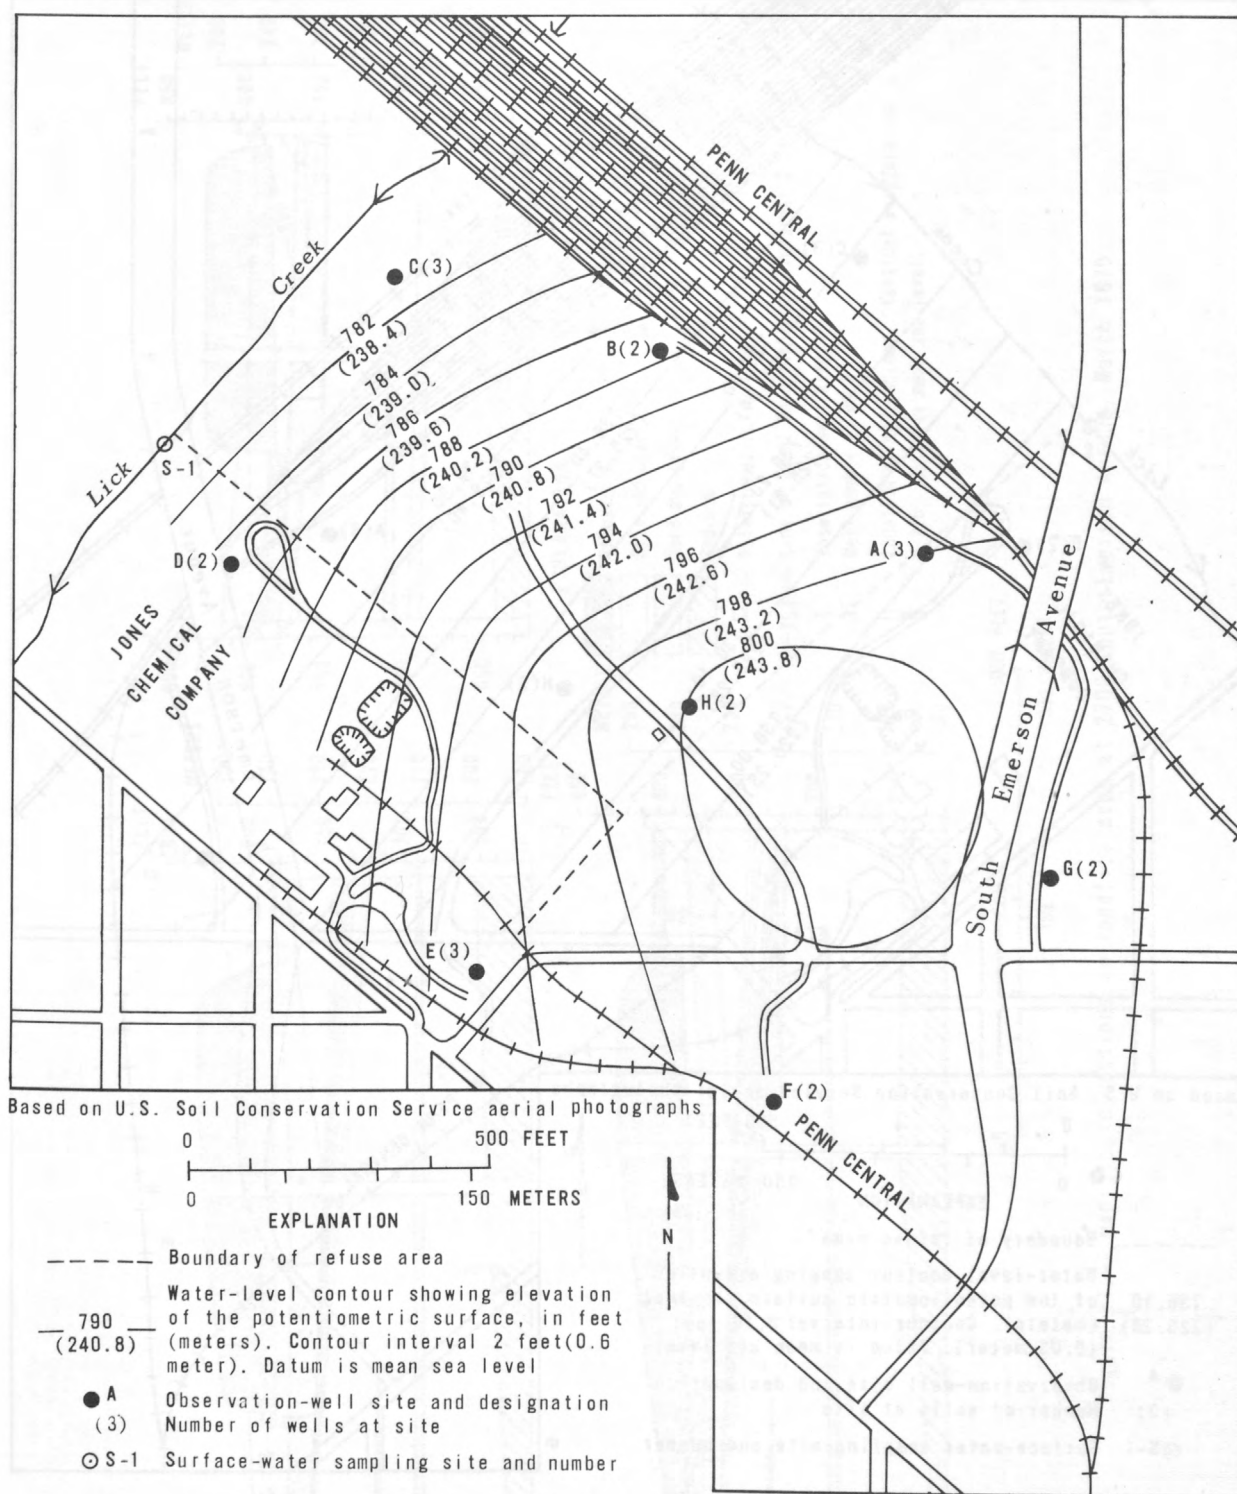 PENN CENTRAL
Creek
Lick
S-1
C(3)
B(2)
782
(238.4)
784
(239.0)
786
(239.6)
788
(240.2)
790
(240.8)
792
(241.4)
794
(242.0)
796
(242.6)
798
(243.2)
800
(243.8)
A(3)
D(2)
H(2)
JONES
CHEMICAL
COMPANY
South Emerson Avenue
G(2)
E(3)
F(2)
PENN CENTRAL
Based on U.S. Soil Conservation Service aerial photographs
0 500 FEET
0 150 METERS
N
EXPLANATION
Boundary of refuse area
790
(240.8)
Water-level contour showing elevation
of the potentiometric surface, in feet
(meters). Contour interval 2 feet(0.6
meter). Datum is mean sea level
A
(3)
Observation-well site and designation
Number of wells at site
S-1 Surface-water sampling site and number